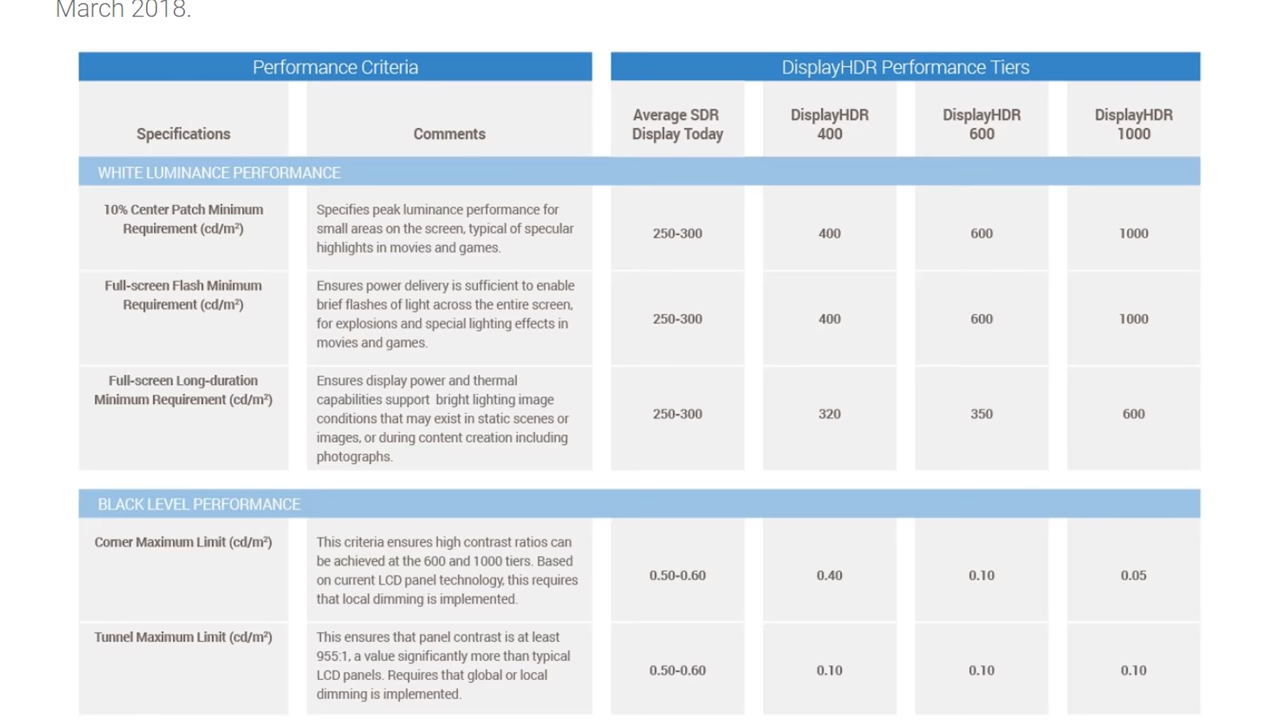 March 2018.
Performance Criteria
DisplayHDR Performance Tiers
Specifications
Comments
Average SDR
Display Today
DisplayHDR
400
DisplayHDR
600
DisplayHDR
1000
WHITE LUMINANCE PERFORMANCE
10% Center Patch Minimum
Requirement (cd/m²)
Specifies peak luminance performance for
small areas on the screen, typical of specular
highlights in movies and games.
250-300
400
600
1000
Full-screen Flash Minimum
Requirement (cd/m²)
Ensures power delivery is sufficient to enable
brief flashes of light across the entire screen,
for explosions and special lighting effects in
movies and games.
250-300
400
600
1000
Full-screen Long-duration
Minimum Requirement (cd/m²)
Ensures display power and thermal
capabilities support bright lighting image
conditions that may exist in static scenes or
images, or during content creation including
photographs.
250-300
320
350
600
BLACK LEVEL PERFORMANCE
Corner Maximum Limit (cd/m²)
This criteria ensures high contrast ratios can
be achieved at the 600 and 1000 tiers. Based
on current LCD panel technology, this requires
that local dimming is implemented.
0.50-0.60
0.40
0.10
0.05
Tunnel Maximum Limit (cd/m²)
This ensures that panel contrast is at least
955:1, a value significantly more than typical
LCD panels. Requires that global or local
dimming is implemented.
0.50-0.60
0.10
0.10
0.10